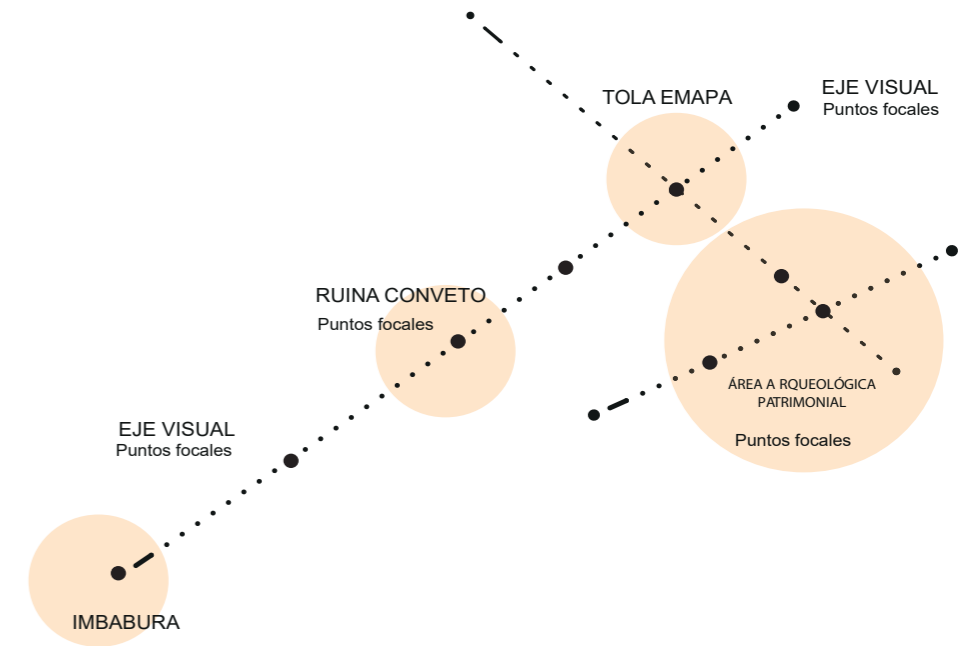 TOLA EMAPA
EJE VISUAL
Puntos focales
RUINA CONVETO
Puntos focales
ÁREA A RQUEOLÓGICA
PATRIMONIAL
Puntos focales
EJE VISUAL
Puntos focales
IMBABURA